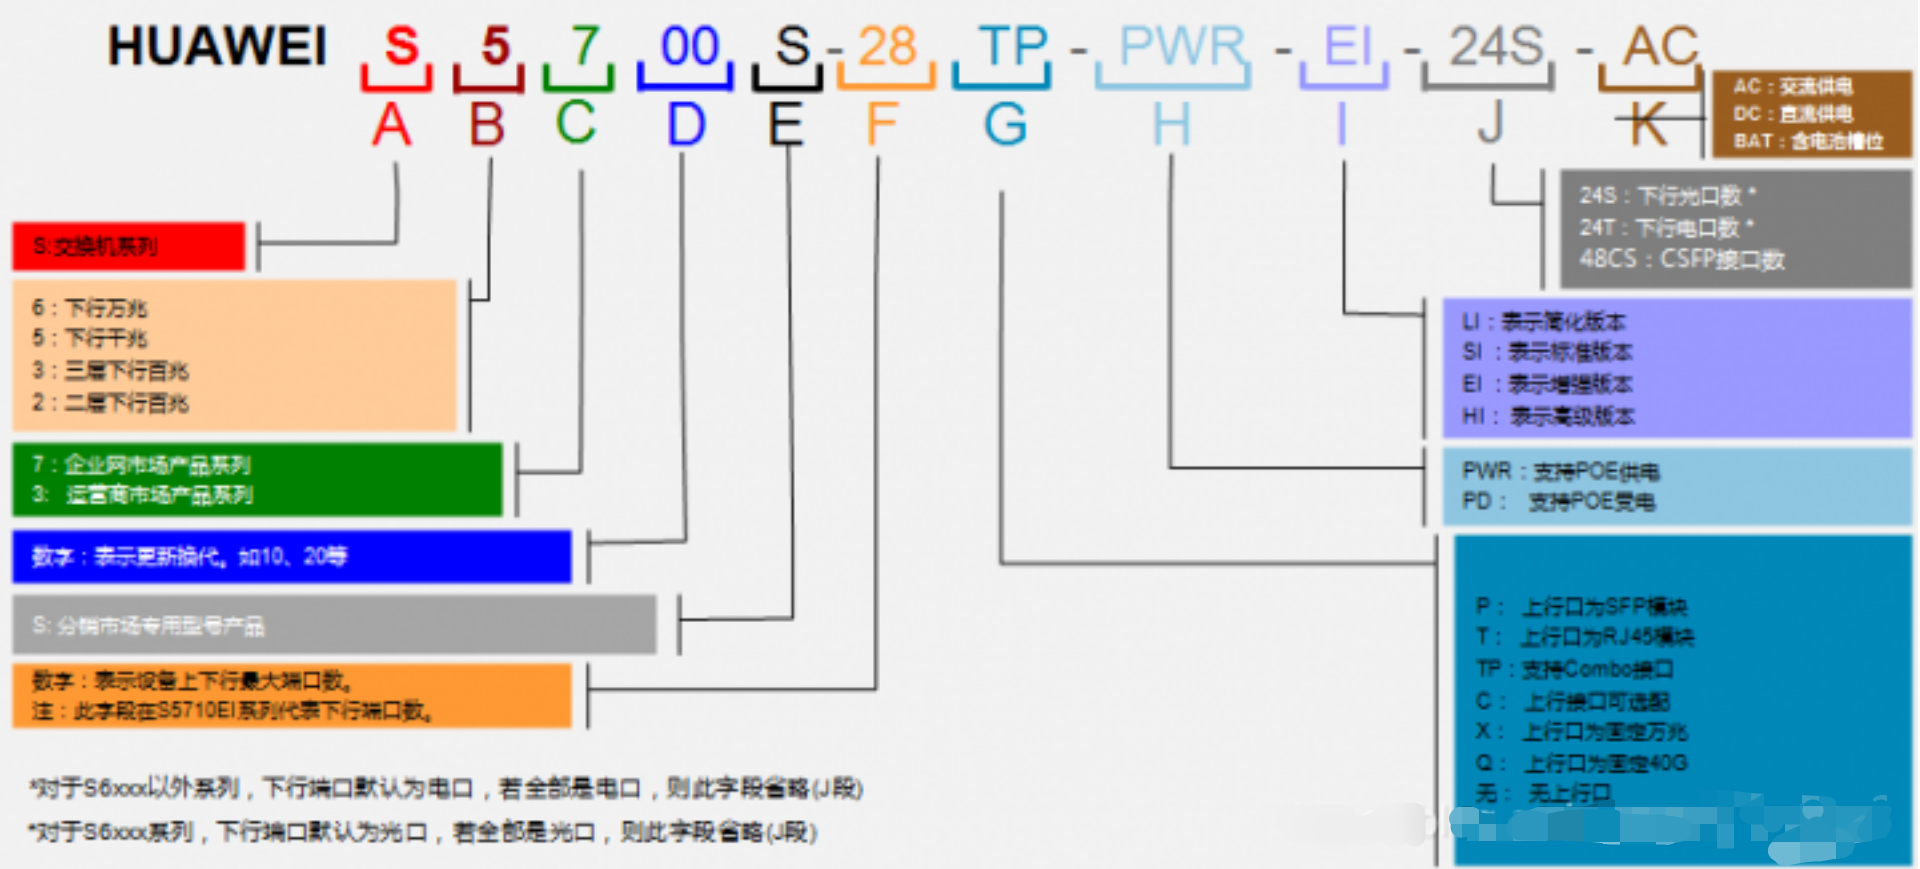 HUAWEI S 5 7 00 S - 28 TP - PWR - EI - 24S - AC
A B C D E F G H I J K
AC：交流供电
DC：直流供电
BAT：含电池槽位
24S：下行光口数 *
24T：下行电口数 *
48CS：CSFP接口数
S:交换机系列
6：下行万兆
5：下行千兆
3：三层下行百兆
2：二层下行百兆
LI：表示简化版本
SI ：表示标准版本
EI ：表示增强版本
HI： 表示高级版本
7：企业网市场产品系列
3: 运营商市场产品系列
PWR：支持POE供电
PD： 支持POE受电
数字：表示更新换代。如10、20等
S: 分销市场专用型号产品
数字：表示设备上下行最大端口数。
注：此字段在S5710EI系列代表下行端口数。
P： 上行口为SFP模块
T： 上行口为RJ45模块
TP：支持Combo接口
C： 上行接口可选配
X： 上行口为固定万兆
Q： 上行口为固定40G
无： 无上行口
*对于S6xxx以外系列，下行端口默认为电口，若全部是电口，则此字段省略(J段)
*对于S6xxx系列，下行端口默认为光口，若全部是光口，则此字段省略(J段)